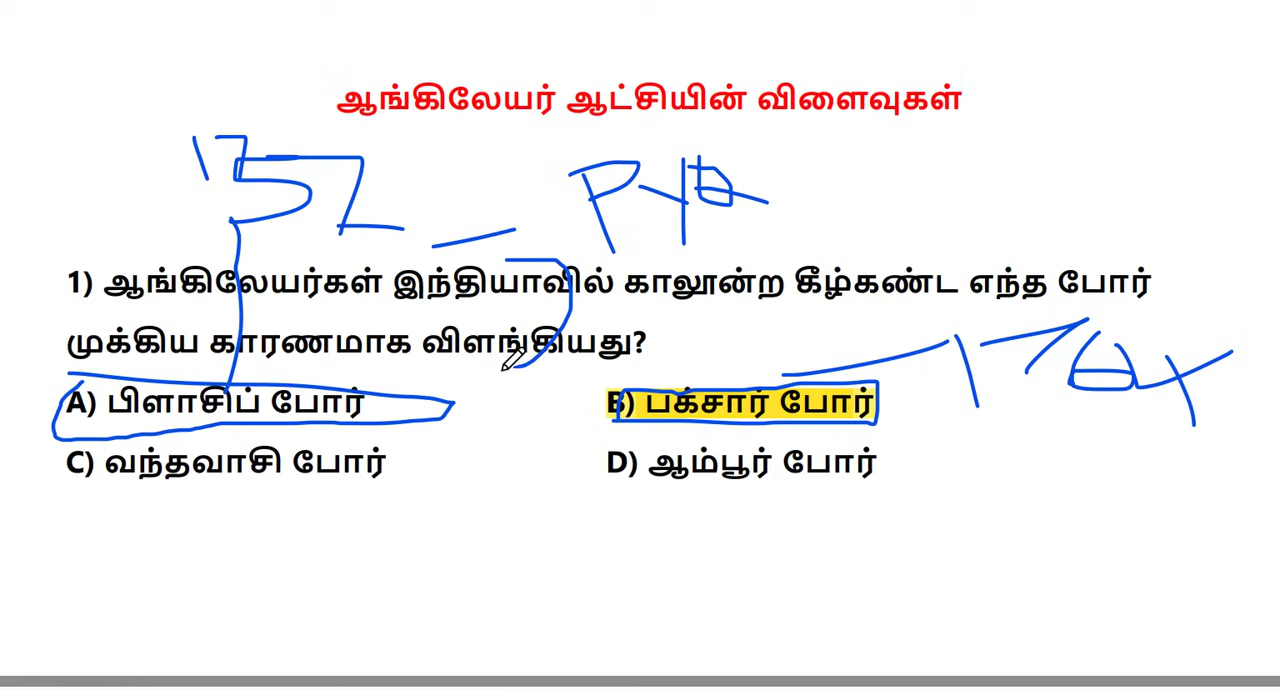 ஆங்கிலேயர் ஆட்சியின் விளைவுகள்
1757
1) ஆங்கிலேயர்கள் இந்தியாவில் காலூன்ற கீழ்கண்ட எந்த போர்
முக்கிய காரணமாக விளங்கியது?
1764
A) பிளாசிப் போர் B) பக்சார் போர்
C) வந்தவாசி போர் D) ஆம்பூர் போர்